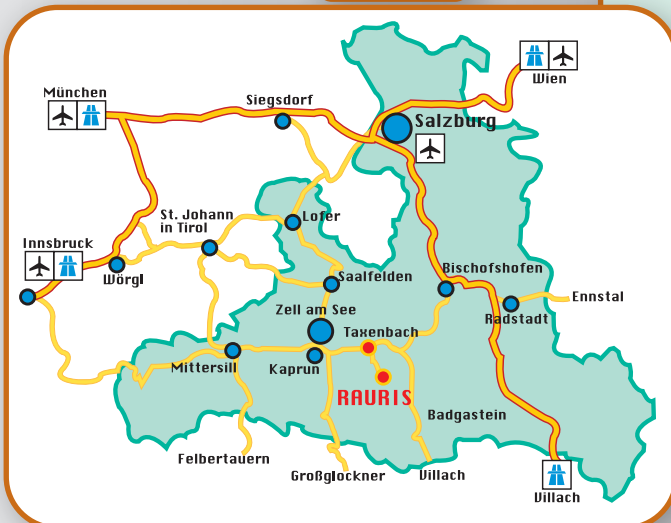 Wien
München
Siegsdorf
Salzburg
St. Johann
in Tirol
Lofer
Innsbruck
Wörgl
Saalfelden
Bischofshofen
Ennstal
Zell am See
Taxenbach
Radstadt
Mittersill
Kaprun
RAURIS
Badgastein
Felbertauern
Großglockner
Villach
Villach